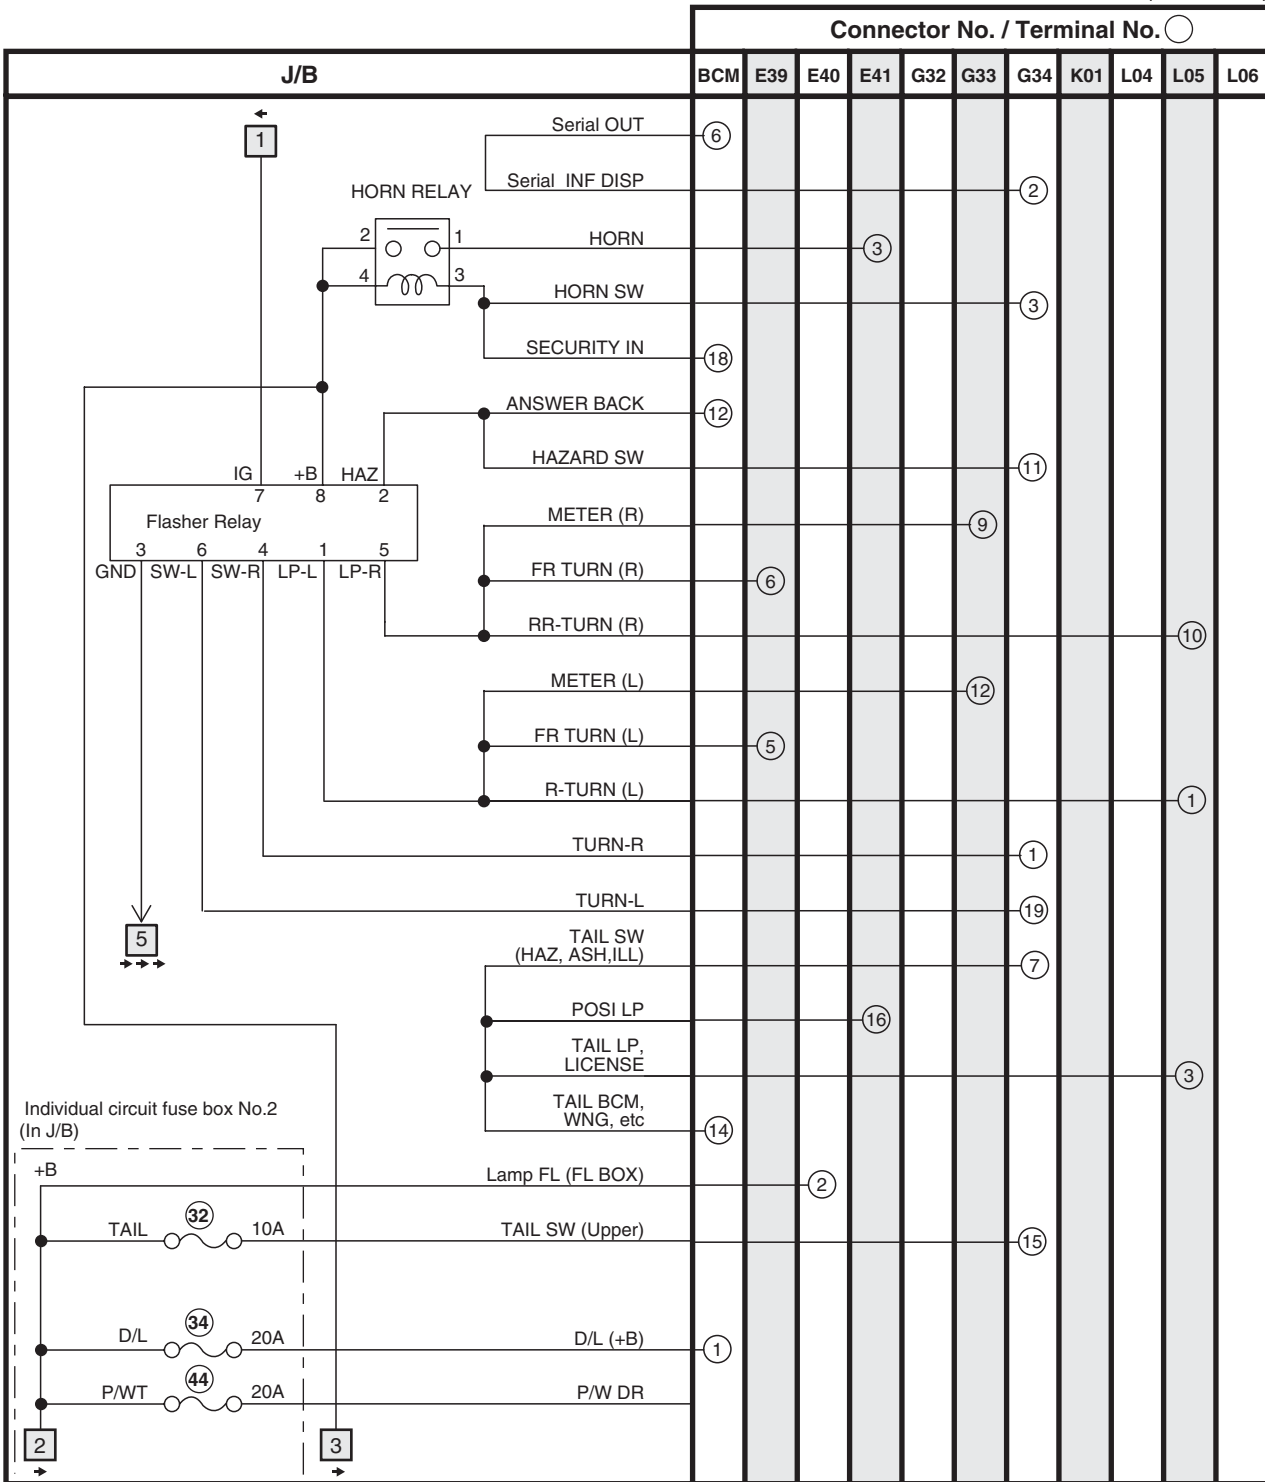 Connector No. / Terminal No.
J/B
BCM E39 E40 E41 G32 G33 G34 K01 L04 L05 L06
1
Serial OUT 6
Serial INF DISP 2
HORN RELAY
2 1 HORN 3
4 3
HORN SW 3
SECURITY IN 18
ANSWER BACK 12
HAZARD SW 11
IG +B HAZ
7 8 2
Flasher Relay
3 6 4 1 5
GND SW-L SW-R LP-L LP-R
METER (R) 9
FR TURN (R) 6
RR-TURN (R) 10
METER (L) 12
FR TURN (L) 5
R-TURN (L) 1
TURN-R 1
TURN-L 19
5
TAIL SW
(HAZ, ASH,ILL) 7
POSI LP 16
TAIL LP,
LICENSE 3
TAIL BCM,
WNG, etc 14
Individual circuit fuse box No.2
(In J/B)
+B
Lamp FL (FL BOX) 2
TAIL 32 10A TAIL SW (Upper) 15
D/L 34 20A D/L (+B) 1
P/WT 44 20A P/W DR
2 3